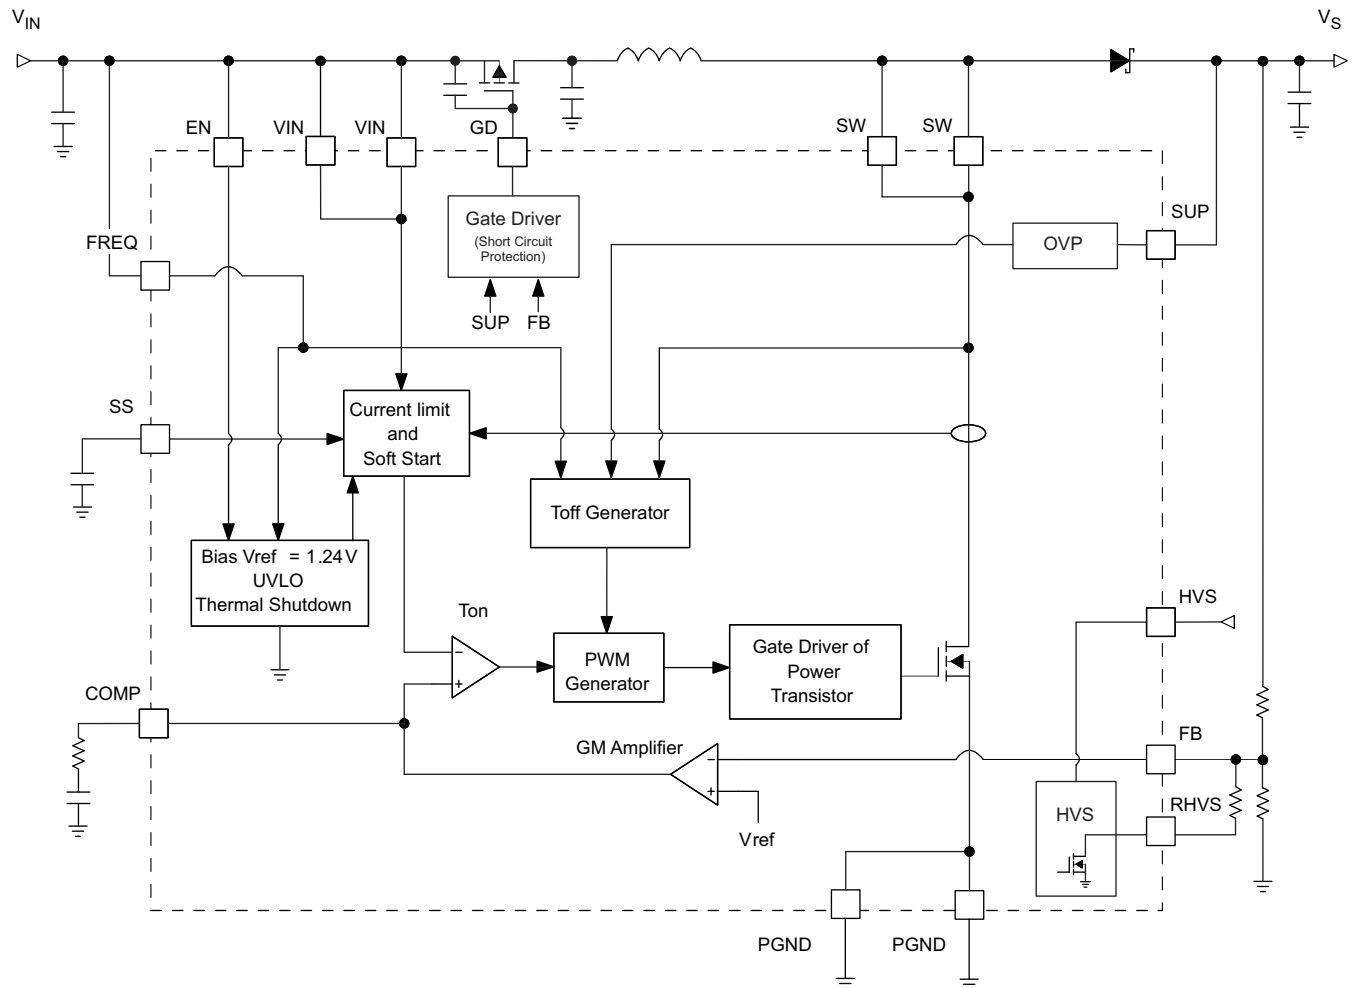 VIN
VS
EN
VIN
VIN
GD
SW
SW
FREQ
Gate Driver
(Short Circuit
Protection)
SUP
OVP
SUP
FB
SS
Current limit
and
Soft Start
Toff Generator
Bias Vref = 1.24V
UVLO
Thermal Shutdown
Ton
−
+
PWM
Generator
Gate Driver of
Power
Transistor
HVS
COMP
GM Amplifier
−
+
Vref
FB
RHVS
HVS
PGND
PGND